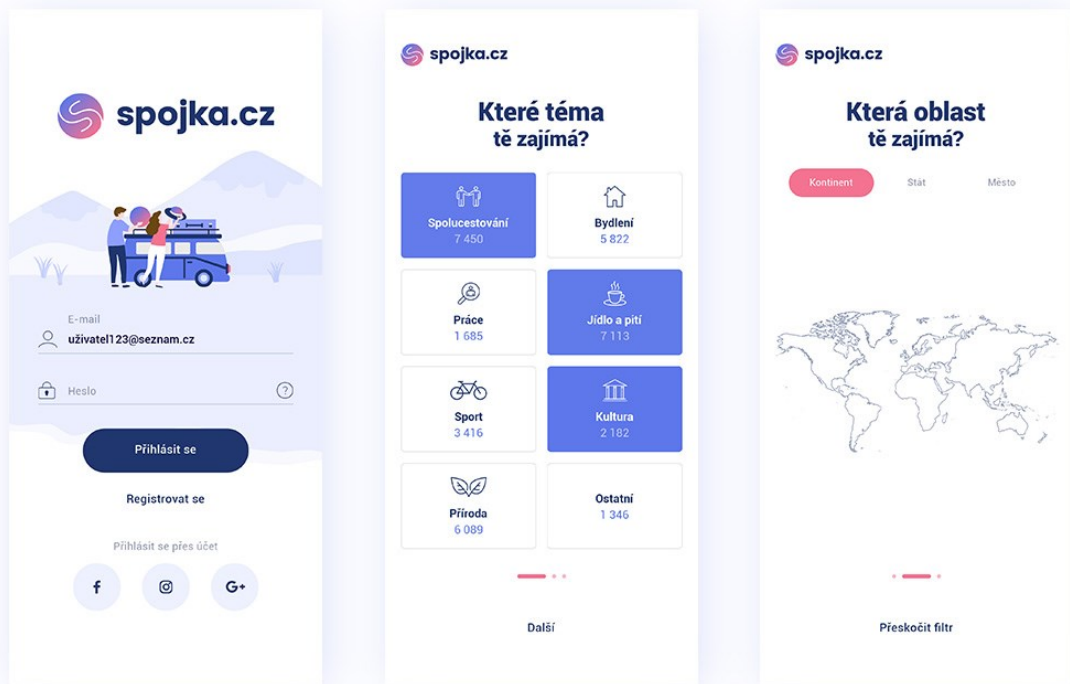 spojka.cz
E-mail
uživatel123@seznam.cz
Heslo
?
Přihlásit se
Registrovat se
Přihlásit se přes účet
f
G+
spojka.cz
Které téma
tě zajímá?
Spolucestování
7 450
Bydlení
5 822
Práce
1 685
Jídlo a pití
7 113
Sport
3 416
Kultura
2 182
Příroda
6 089
Ostatní
1 346
Další
spojka.cz
Která oblast
tě zajímá?
Kontinent
Stát
Město
Přeskočit filtr